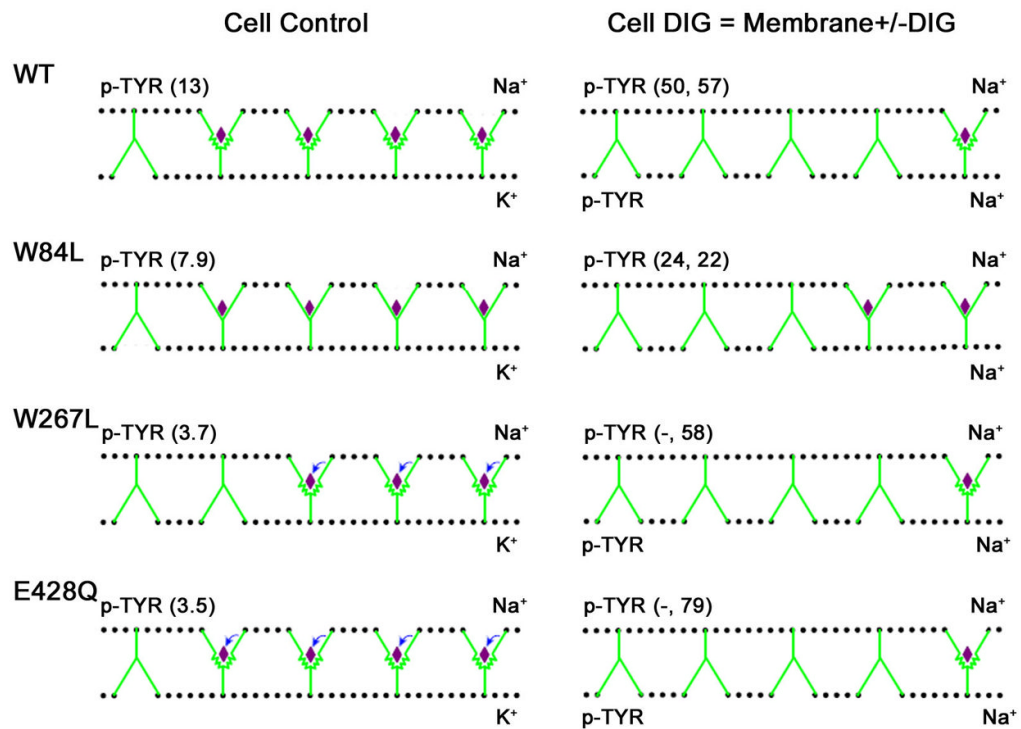 Cell Control
Cell DIG = Membrane+/-DIG
WT
p-TYR (13)
Na⁺
K⁺
p-TYR (50, 57)
Na⁺
p-TYR
Na⁺
W84L
p-TYR (7.9)
Na⁺
K⁺
p-TYR (24, 22)
Na⁺
Na⁺
W267L
p-TYR (3.7)
Na⁺
K⁺
p-TYR (-, 58)
Na⁺
p-TYR
Na⁺
E428Q
p-TYR (3.5)
Na⁺
K⁺
p-TYR (-, 79)
Na⁺
p-TYR
Na⁺